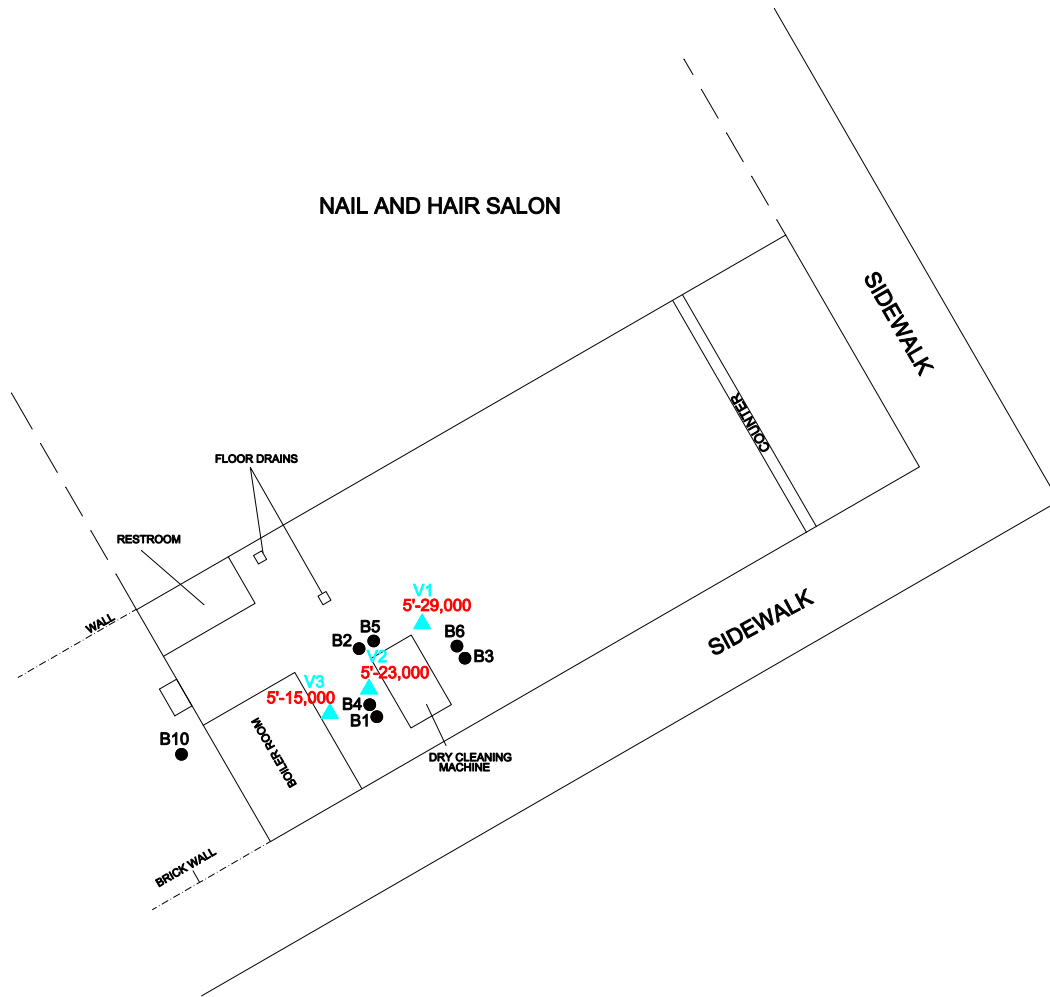 NAIL AND HAIR SALON
SIDEWALK
COUNTER
FLOOR DRAINS
RESTROOM
WALL
V1
5'-29,000
B5
B2
B6
B3
V2
5'-23,000
V3
5'-15,000
B4
B1
B10
BOILER ROOM
DRY CLEANING
MACHINE
SIDEWALK
BRICK WALL